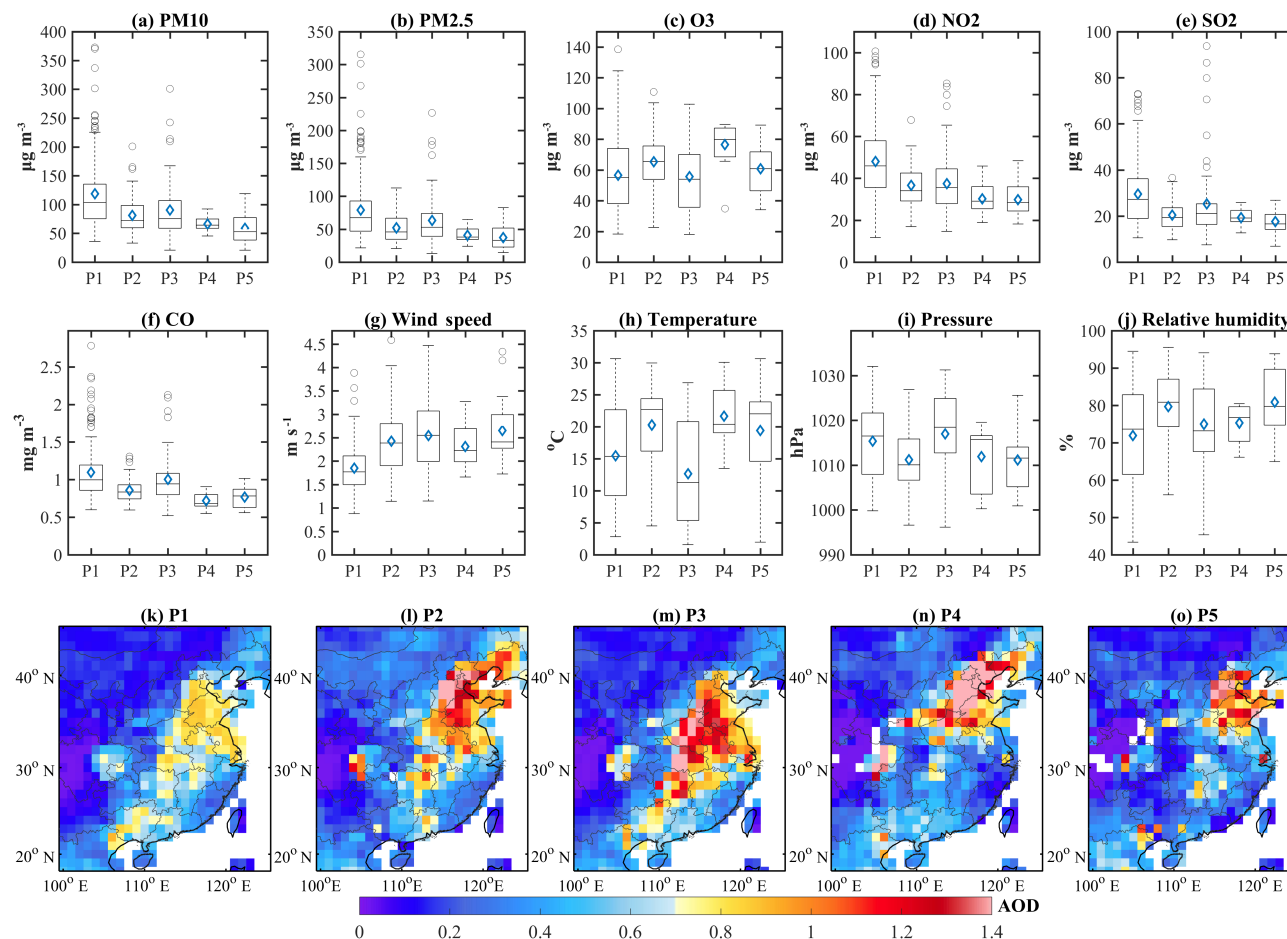 (a) PM10 (b) PM2.5 (c) O3 (d) NO2 (e) SO2
400 350 300 250 200 150 100 50 0
µg m-3
P1 P2 P3 P4 P5
350 300 250 200 150 100 50 0
µg m-3
P1 P2 P3 P4 P5
140 120 100 80 60 40 20 0
µg m-3
P1 P2 P3 P4 P5
100 80 60 40 20 0
µg m-3
P1 P2 P3 P4 P5
100 80 60 40 20 0
µg m-3
P1 P2 P3 P4 P5
(f) CO (g) Wind speed (h) Temperature (i) Pressure (j) Relative humidity
2.5 2 1.5 1 0.5 0
mg m-3
P1 P2 P3 P4 P5
4.5 4 3.5 3 2.5 2 1.5 1 0.5 0
m s-1
P1 P2 P3 P4 P5
35 30 25 20 15 10 5 0
oC
P1 P2 P3 P4 P5
1030 1020 1010 1000 990
hPa
P1 P2 P3 P4 P5
100 90 80 70 60 50 40
%
P1 P2 P3 P4 P5
(k) P1 (l) P2 (m) P3 (n) P4 (o) P5
40o N 40o N 40o N 40o N 40o N
30o N 30o N 30o N 30o N 30o N
20o N 20o N 20o N 20o N 20o N
100o E 110o E 120o E 100o E 110o E 120o E 100o E 110o E 120o E 100o E 110o E 120o E 100o E 110o E 120o E
AOD
0 0.2 0.4 0.6 0.8 1 1.2 1.4